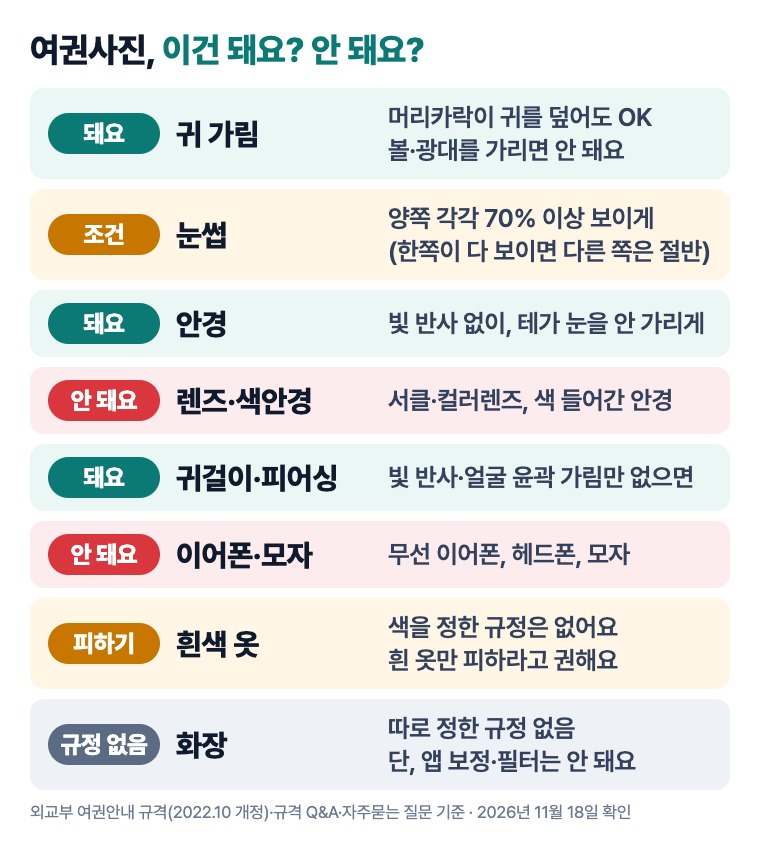 여권사진, 이건 돼요? 안 돼요?
돼요 귀 가림
머리카락이 귀를 덮어도 OK
볼·광대를 가리면 안 돼요
조건 눈썹
양쪽 각각 70% 이상 보이게
(한쪽이 다 보이면 다른 쪽은 절반)
돼요 안경 빛 반사 없이, 테가 눈을 안 가리게
안 돼요 렌즈·색안경 서클·컬러렌즈, 색 들어간 안경
돼요 귀걸이·피어싱 빛 반사·얼굴 윤곽 가림만 없으면
안 돼요 이어폰·모자 무선 이어폰, 헤드폰, 모자
피하기 흰색 옷
색을 정한 규정은 없어요
흰 옷만 피하라고 권해요
규정 없음 화장
따로 정한 규정 없음
단, 앱 보정·필터는 안 돼요
외교부 여권안내 규격(2022.10 개정)·규격 Q&A·자주묻는 질문 기준 · 2026년 11월 18일 확인